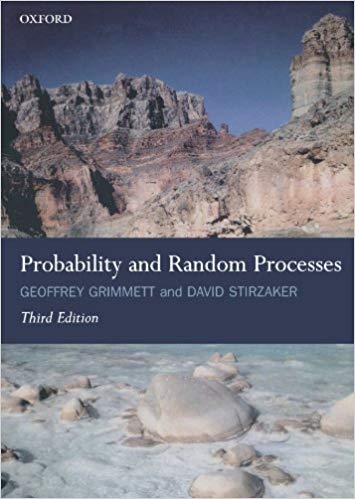 OXFORD
Probability and Random Processes
GEOFFREY GRIMMETT and DAVID STIRZAKER
Third Edition